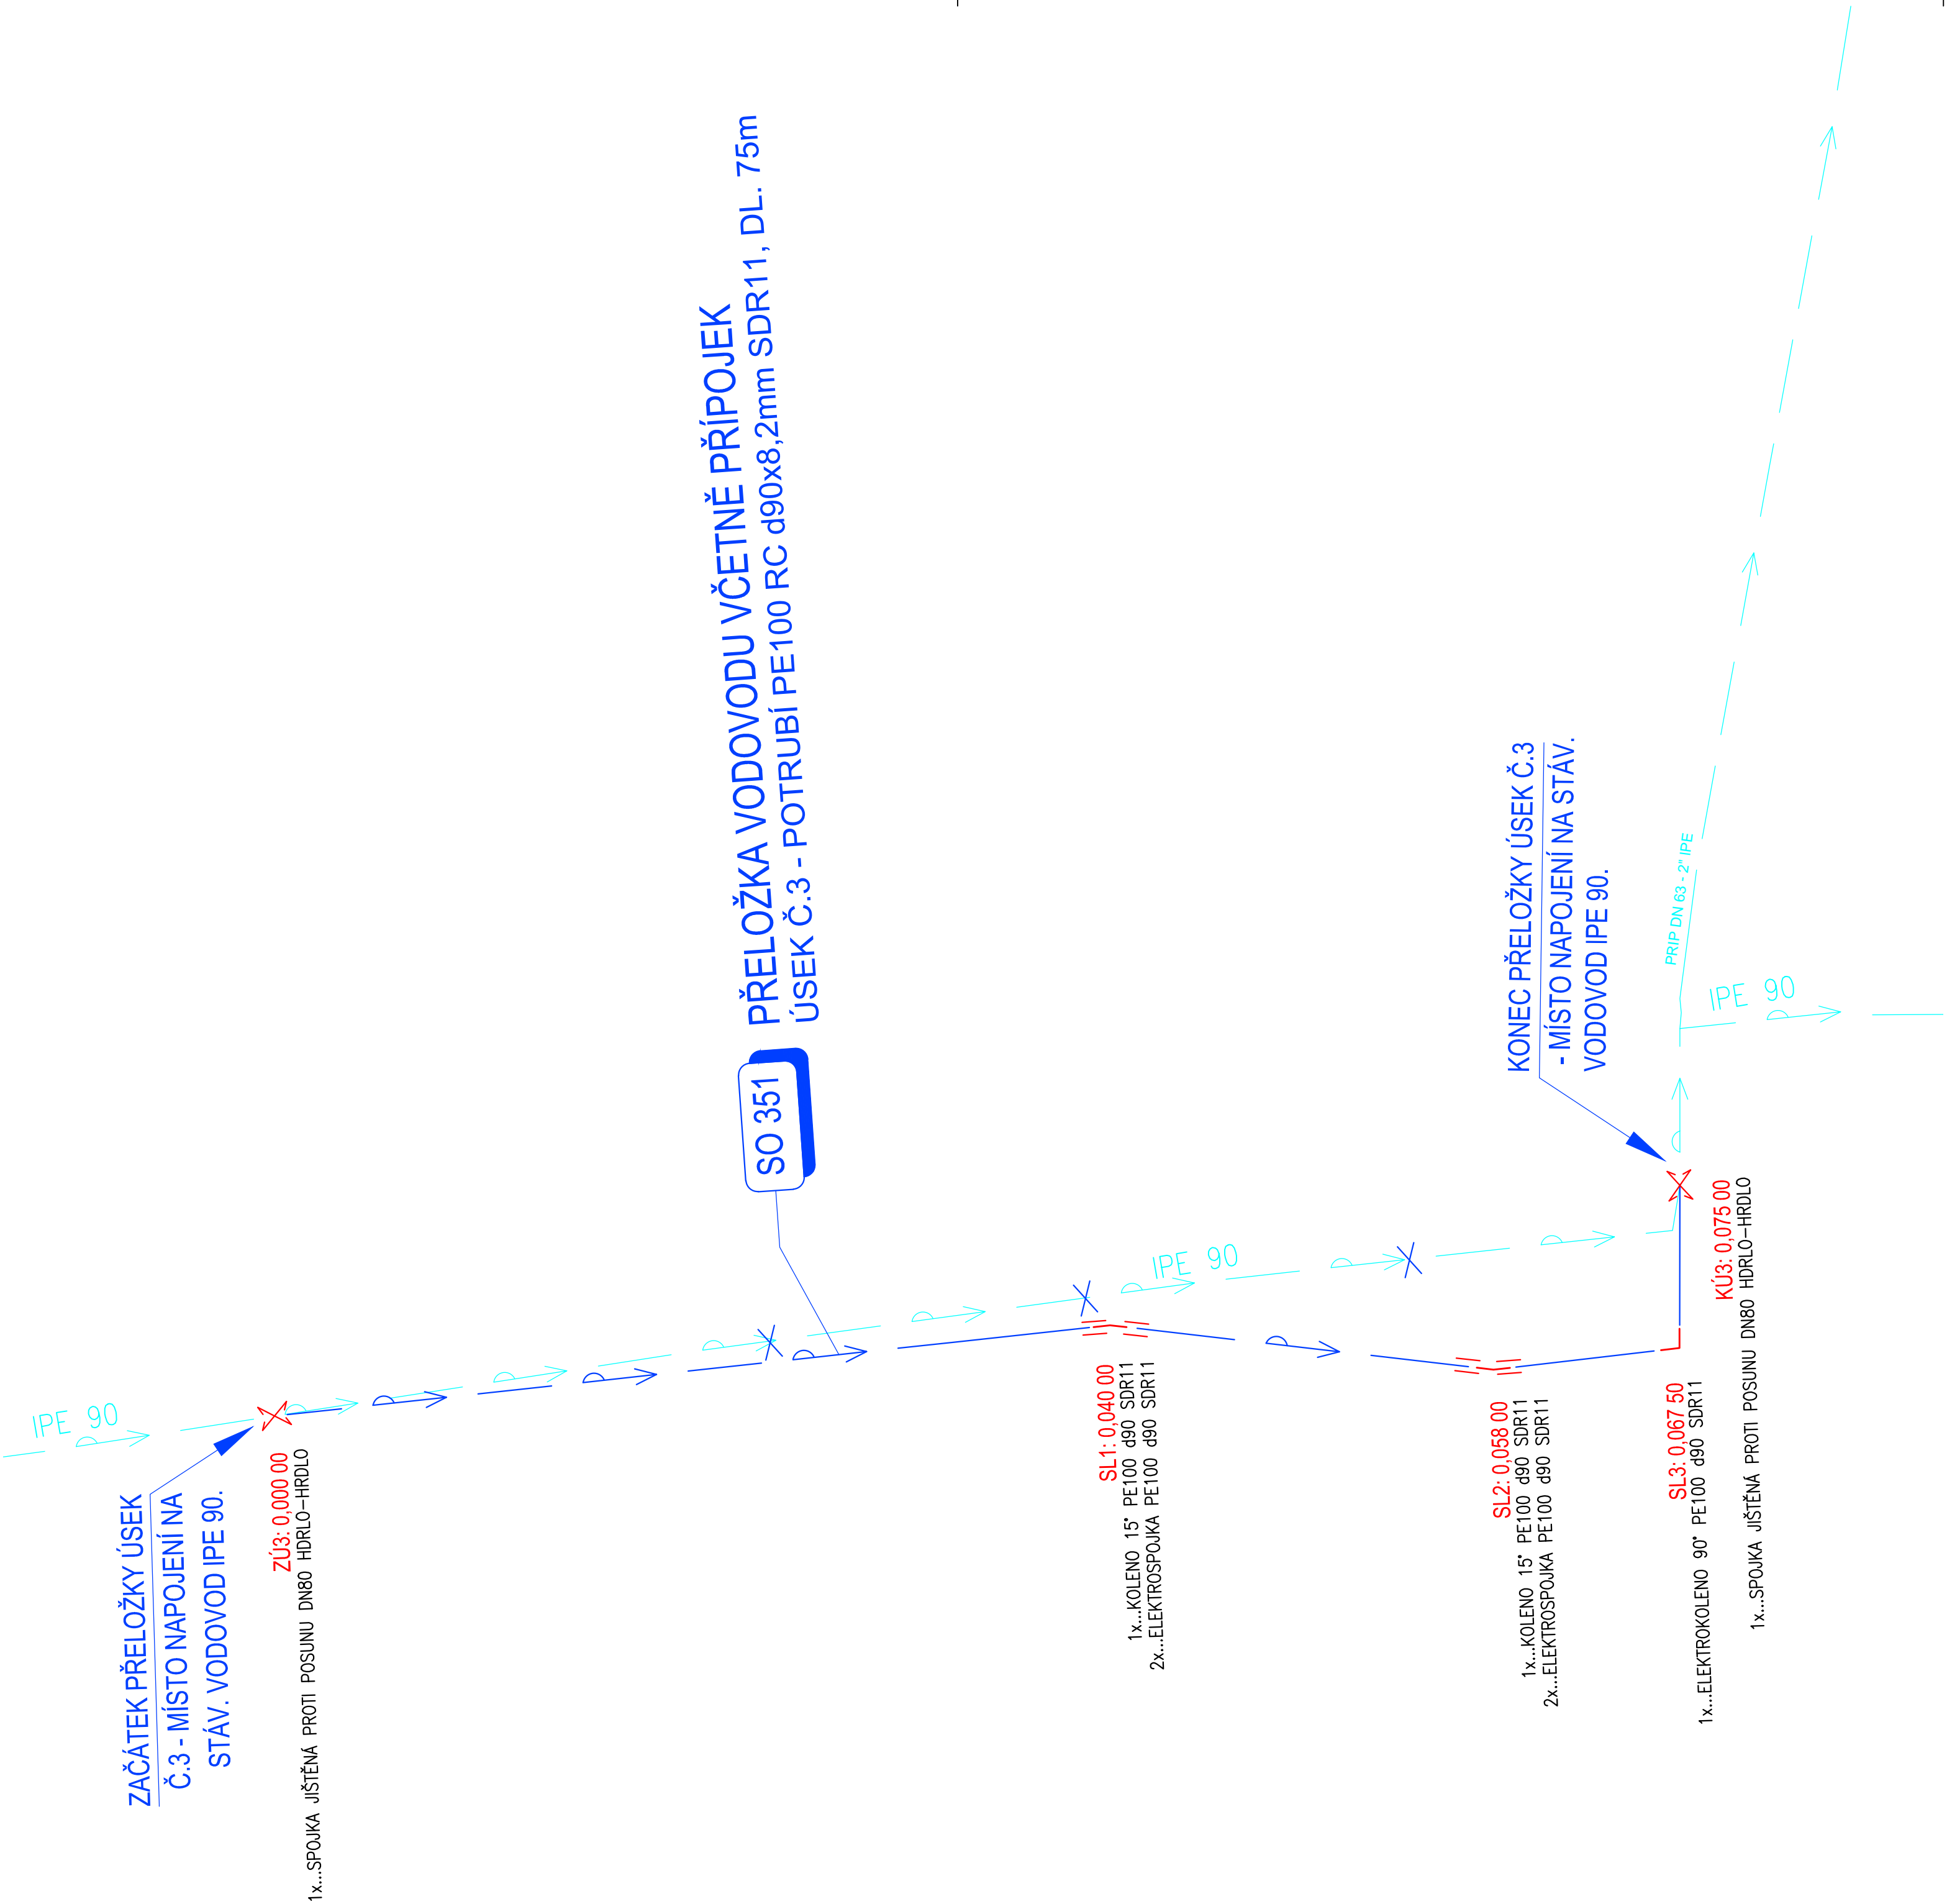 PŘELOŽKA VODOVODU VČETNĚ PŘÍPOJEK
ÚSEK Č.3 - POTRUBÍ PE100 RC d90x8,2mm SDR11, DL. 75m
SO 351
IPE 90
ZAČÁTEK PŘELOŽKY ÚSEK
Č.3 - MÍSTO NAPOJENÍ NA
STÁV. VODOVOD IPE 90.
ZÚ3: 0,000 00
1x...SPOJKA JIŠTĚNÁ PROTI POSUNU DN80 HDRLO-HRDLO
SL1: 0,040 00
1x...KOLENO 15° PE100 d90 SDR11
2x...ELEKTROSPOJKA PE100 d90 SDR11
IPE 90
SL2: 0,058 00
1x...KOLENO 15° PE100 d90 SDR11
2x...ELEKTROSPOJKA PE100 d90 SDR11
KONEC PŘELOŽKY ÚSEK Č.3
- MÍSTO NAPOJENÍ NA STÁV.
VODOVOD IPE 90.
SL3: 0,067 50
1x...ELEKTROKOLENO 90° PE100 d90 SDR11
KÚ3: 0,075 00
1x...SPOJKA JIŠTĚNÁ PROTI POSUNU DN80 HDRLO-HRDLO
PRIP DN 63 - 2" IPE
IPE 90